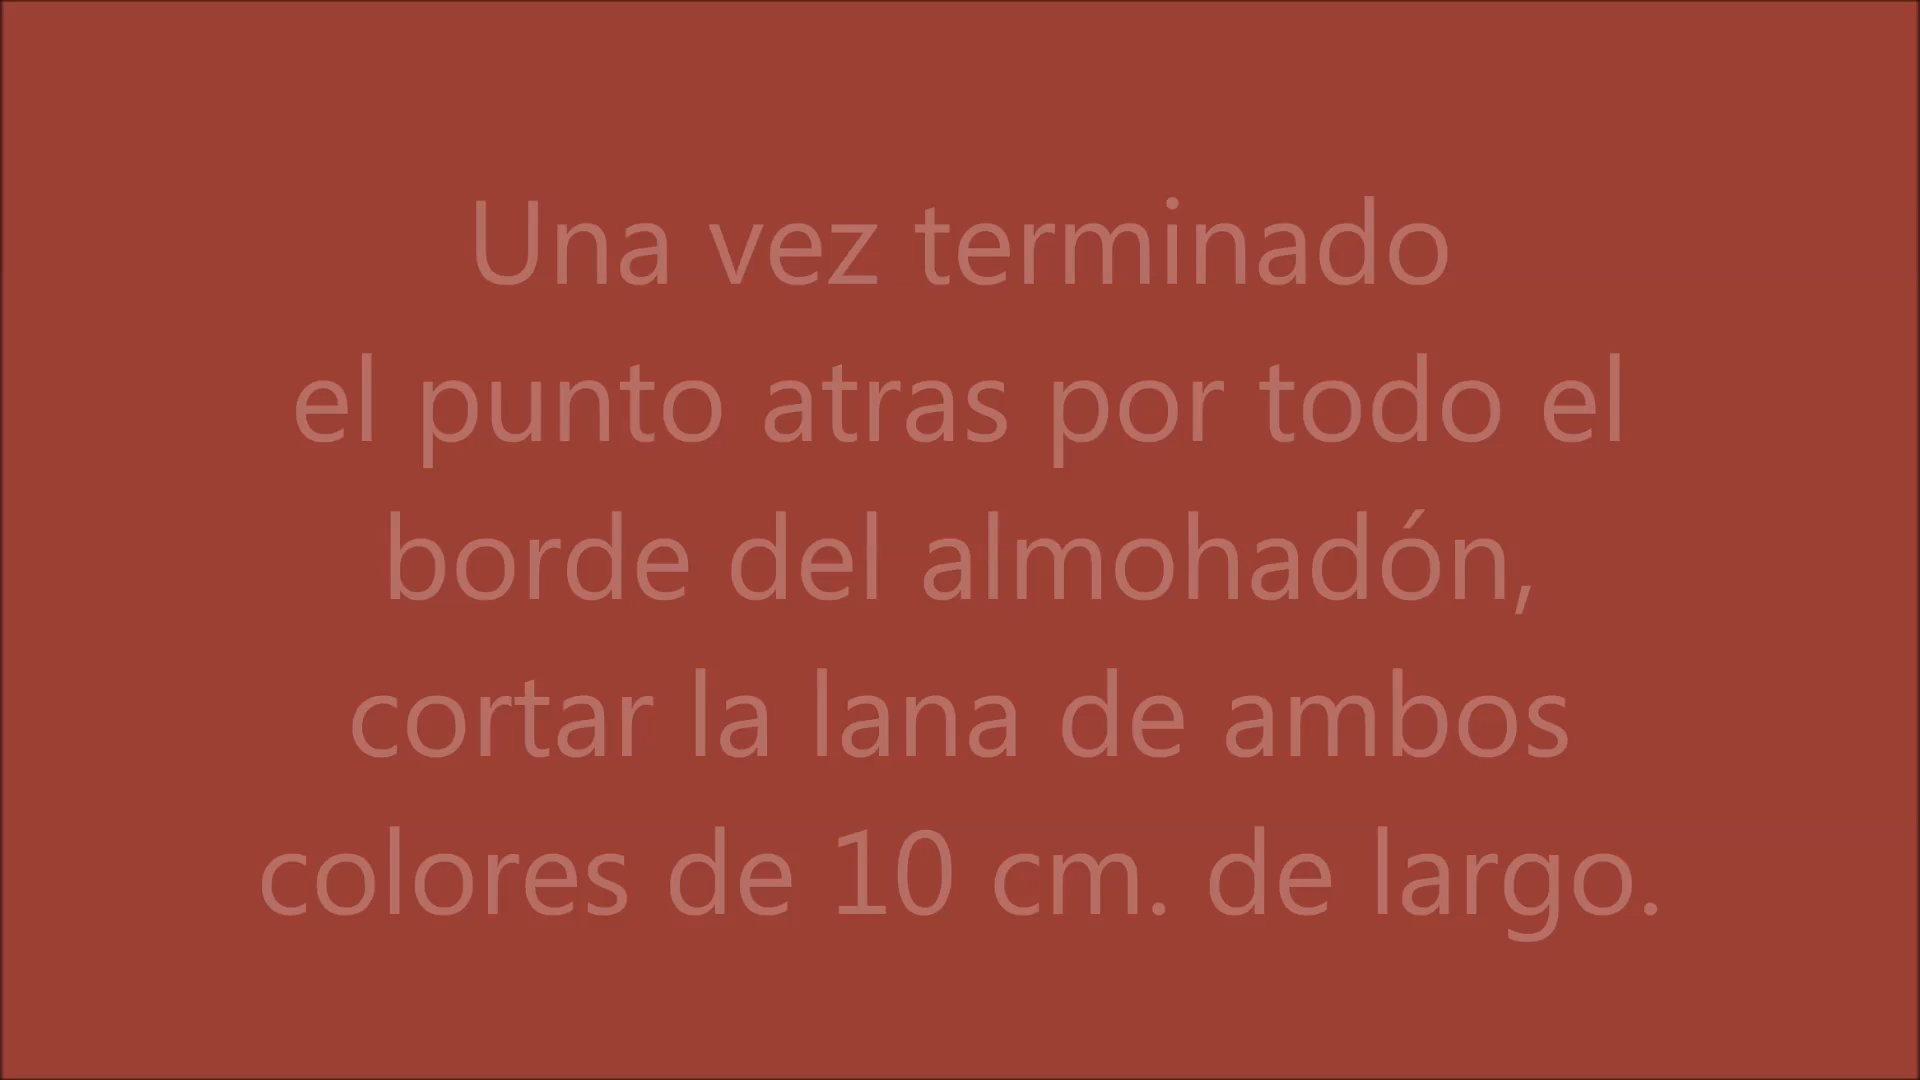 Una vez terminado
el punto atras por todo el
borde del almohadón,
cortar la lana de ambos
colores de 10 cm. de largo.